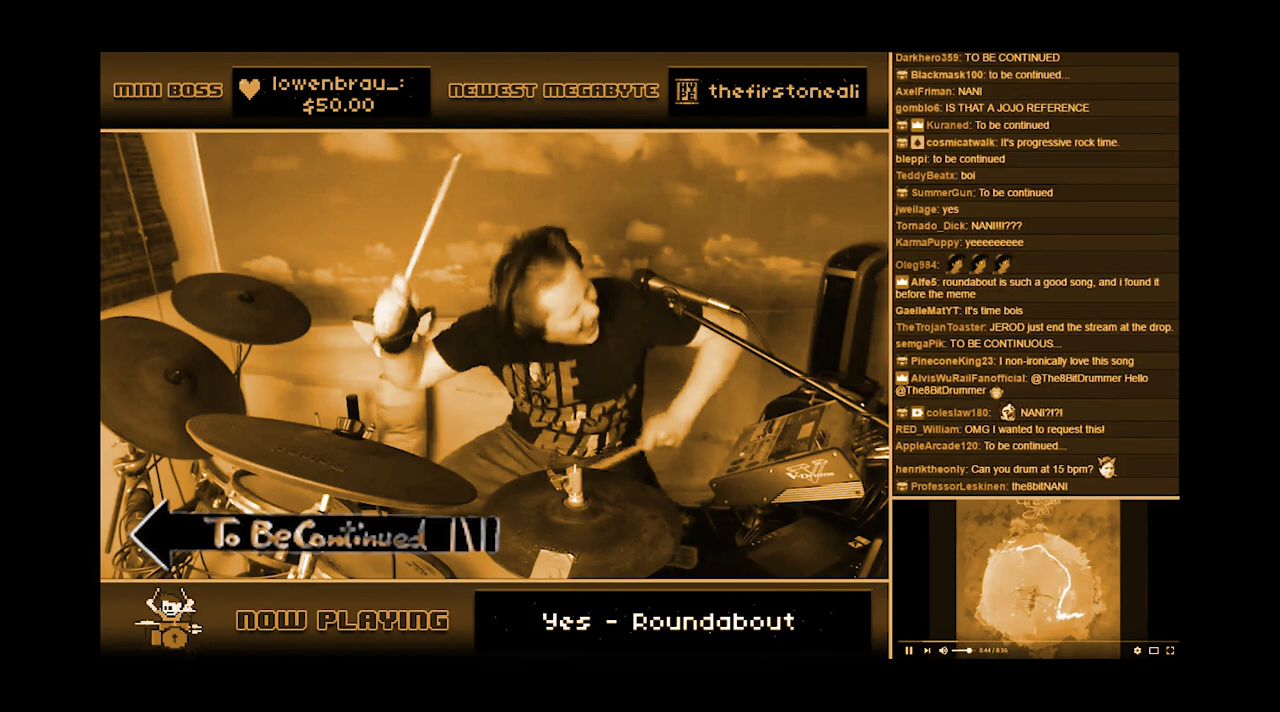 MINI BOSS
lowenbrau_:
$50.00
NEWEST MEGABYTE
HYPE
thefirstoneali
Darkhero359: TO BE CONTINUED
Blackmask100: to be continued...
AxelFriman: NANI
gomblo6: IS THAT A JOJO REFERENCE
Kuraned: To be continued
cosmicatwalk: It's progressive rock time.
bleppi: to be continued
TeddyBeatx: boi
SummerGun: To be continued
jweilage: yes
Tornado_Dick: NANI!!!???
KarmaPuppy: yeeeeeeeee
Oleg984:
Alfe5: roundabout is such a good song, and i found it
before the meme
GaelleMatYT: It's time bois
TheTrojanToaster: JEROD just end the stream at the drop.
semgaPik: TO BE CONTINUOUS...
PineconeKing23: I non-ironically love this song
AlvisWuRailFanofficial: @The8BitDrummer Hello
@The8BitDrummer
coleslaw180: NANI?!?!
RED_William: OMG I wanted to request this!
AppleArcade120: To be continued...
henriktheonly: Can you drum at 15 bpm?
ProfessorLeskinen: the8bitNANI
V-Drums
To Be Continued
NOW PLAYING
Yes - Roundabout
0:44 / 8:36